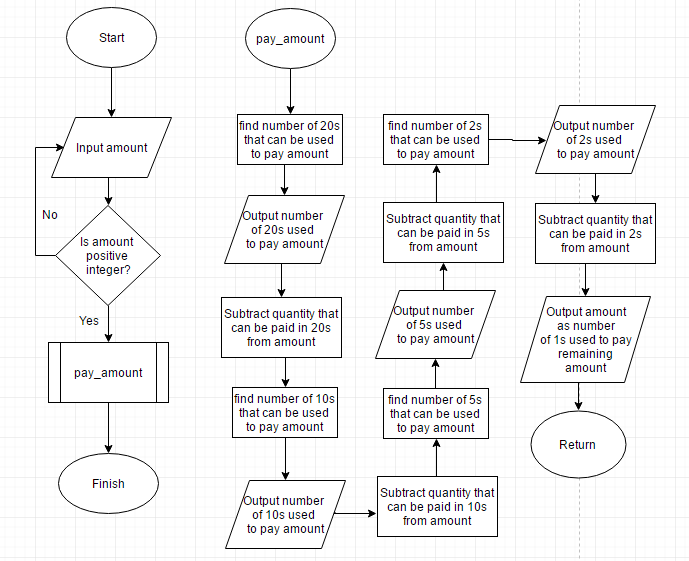 Start
Input amount
No
Is amount
positive
integer?
Yes
pay_amount
Finish
pay_amount
find number of 20s
that can be used
to pay amount
Output number
of 20s used
to pay amount
Subtract quantity that
can be paid in 20s
from amount
find number of 10s
that can be used
to pay amount
Output number
of 10s used
to pay amount
Subtract quantity that
can be paid in 10s
from amount
find number of 5s
that can be used
to pay amount
Output number
of 5s used
to pay amount
Subtract quantity that
can be paid in 5s
from amount
find number of 2s
that can be used
to pay amount
Output number
of 2s used
to pay amount
Subtract quantity that
can be paid in 2s
from amount
Output amount
as number
of 1s used to pay
remaining
amount
Return